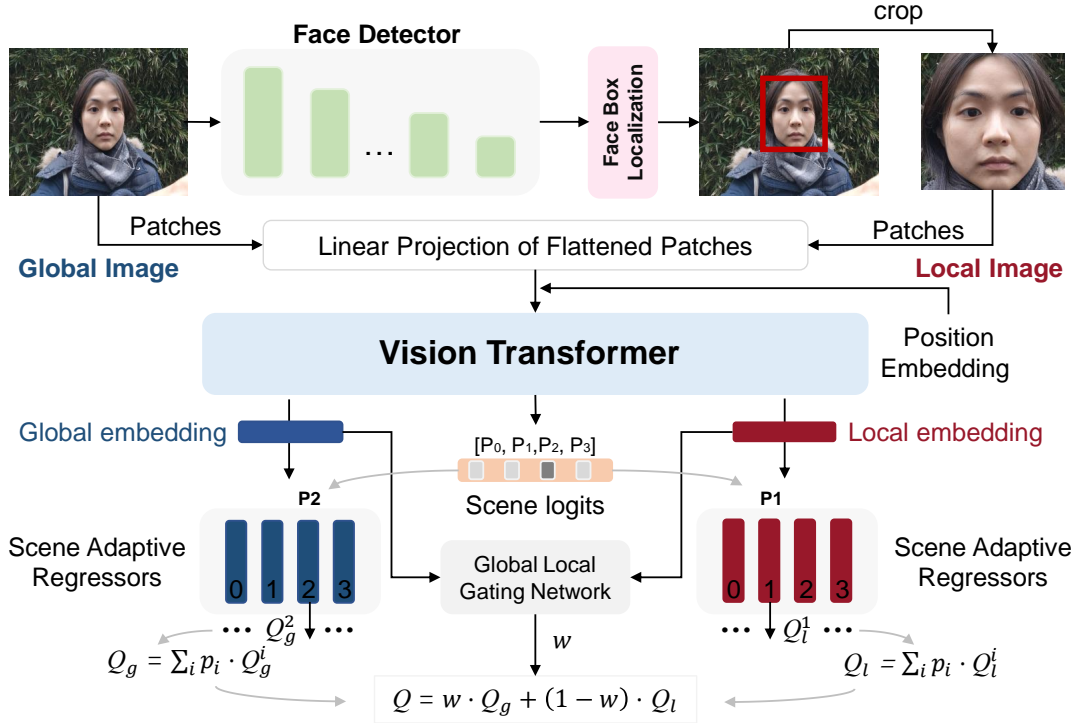 crop
Face Detector
...
Face Box
Localization
Patches
Linear Projection of Flattened Patches
Patches
Global Image
Local Image
Vision Transformer
Position
Embedding
Global embedding
[P₀, P₁,P₂, P₃]
Local embedding
P2
Scene logits
P1
Scene Adaptive
Regressors
0 1 2 3
Global Local
Gating Network
0 1 2 3
Scene Adaptive
Regressors
... Q_g^2 ...
w
... Q_l^1 ...
Q_g = ∑_i p_i · Q_g^i
Q_l = ∑_i p_i · Q_l^i
Q = w · Q_g + (1 − w) · Q_l